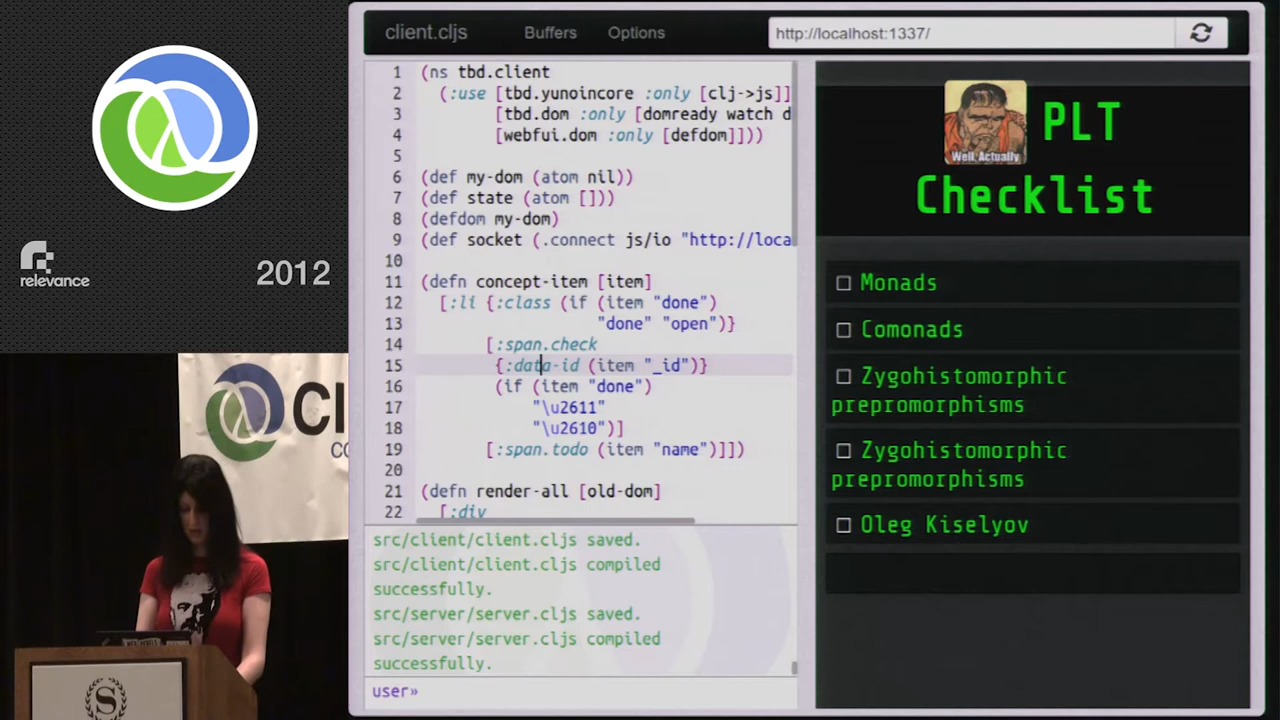 relevance
2012
Cl
CO
S
client.cljs Buffers Options http://localhost:1337/
1 (ns tbd.client
2 (:use [tbd.yunoincore :only [clj->js]]
3 [tbd.dom :only [domready watch d
4 [webfui.dom :only [defdom]]))
5
6 (def my-dom (atom nil))
7 (def state (atom []))
8 (defdom my-dom)
9 (def socket (.connect js/io "http://loca
10
11 (defn concept-item [item]
12 [:li {:class (if (item "done")
13 "done" "open")}
14 [:span.check
15 {:data-id (item "_id")}
16 (if (item "done")
17 "\u2611"
18 "\u2610")]
19 [:span.todo (item "name")]])
20
21 (defn render-all [old-dom]
22 [:div
src/client/client.cljs saved.
src/client/client.cljs compiled
successfully.
src/server/server.cljs saved.
src/server/server.cljs compiled
successfully.
user»
Well, Actually
PLT
Checklist
☐ Monads
☐ Comonads
☐ Zygohistomorphic
prepromorphisms
☐ Zygohistomorphic
prepromorphisms
☐ Oleg Kiselyov